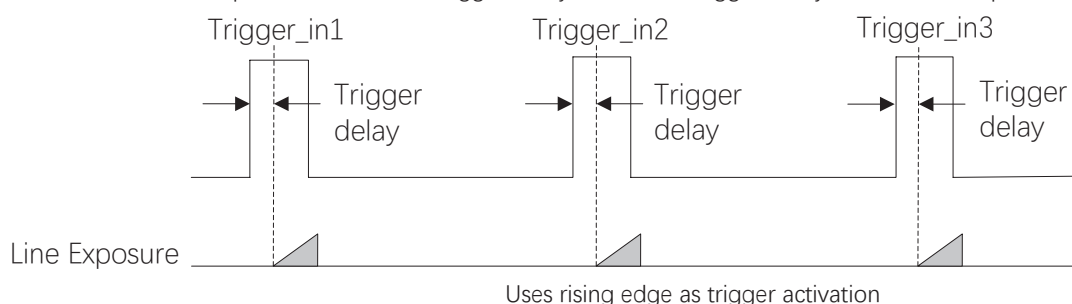 Trigger_in1 Trigger_in2 Trigger_in3
Trigger delay Trigger delay Trigger delay
Line Exposure
Uses rising edge as trigger activation